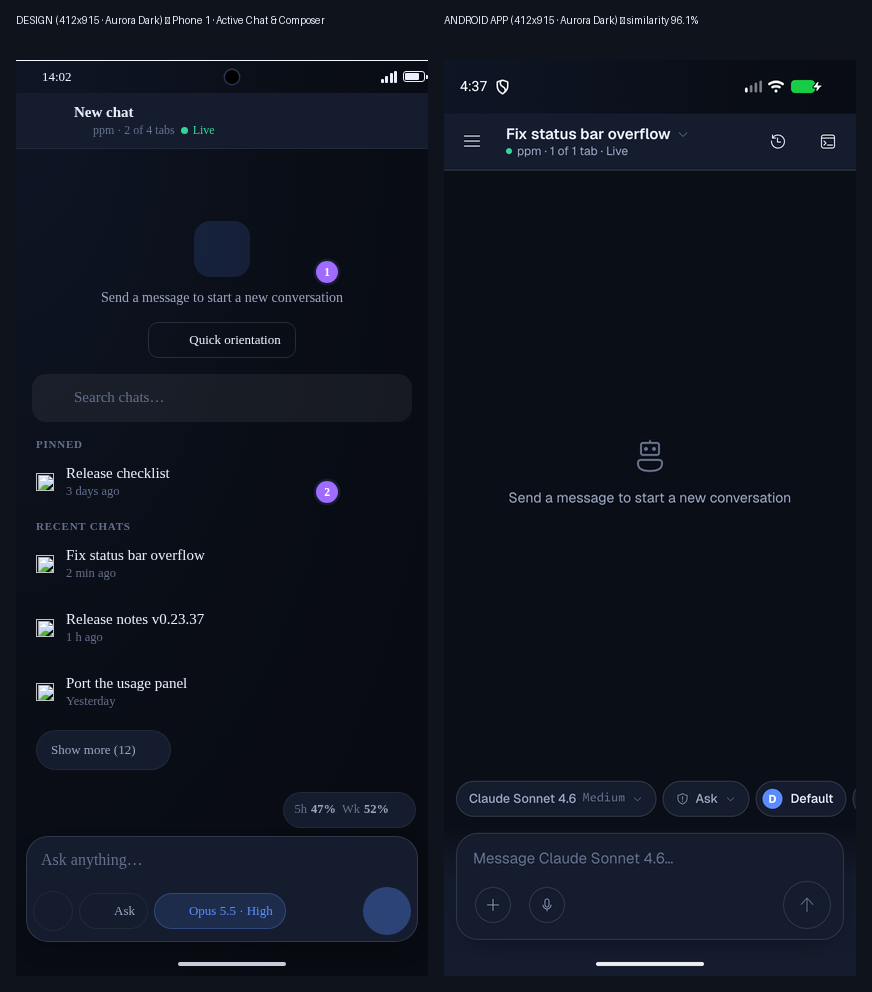 DESIGN (412x915 · Aurora Dark) Phone 1 · Active Chat & Composer
14:02
New chat
ppm · 2 of 4 tabs Live
1
Send a message to start a new conversation
Quick orientation
Search chats…
PINNED
Release checklist
3 days ago
2
RECENT CHATS
Fix status bar overflow
2 min ago
Release notes v0.23.37
1 h ago
Port the usage panel
Yesterday
Show more (12)
5h 47% Wk 52%
Ask anything…
Ask
Opus 5.5 · High
ANDROID APP (412x915 · Aurora Dark) similarity 96.1%
4:37
Fix status bar overflow
ppm · 1 of 1 tab · Live
Send a message to start a new conversation
Claude Sonnet 4.6 Medium
Ask
D Default
Message Claude Sonnet 4.6...